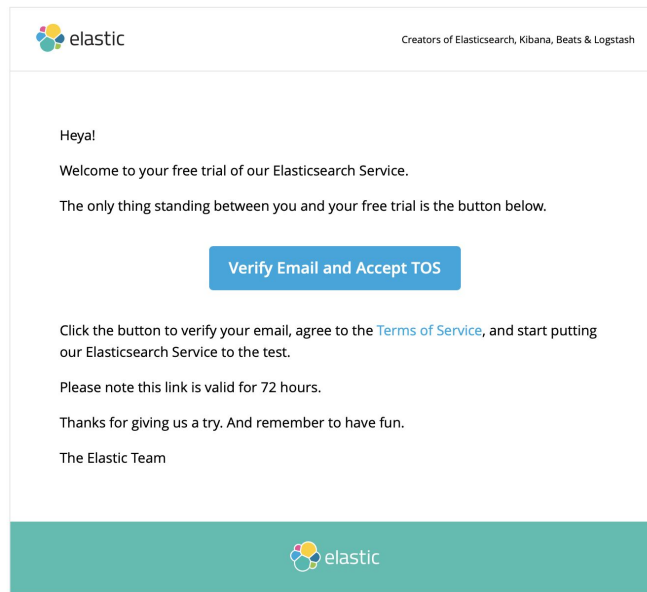 elastic
Creators of Elasticsearch, Kibana, Beats & Logstash
Heya!
Welcome to your free trial of our Elasticsearch Service.
The only thing standing between you and your free trial is the button below.
Verify Email and Accept TOS
Click the button to verify your email, agree to the Terms of Service, and start putting
our Elasticsearch Service to the test.
Please note this link is valid for 72 hours.
Thanks for giving us a try. And remember to have fun.
The Elastic Team
elastic